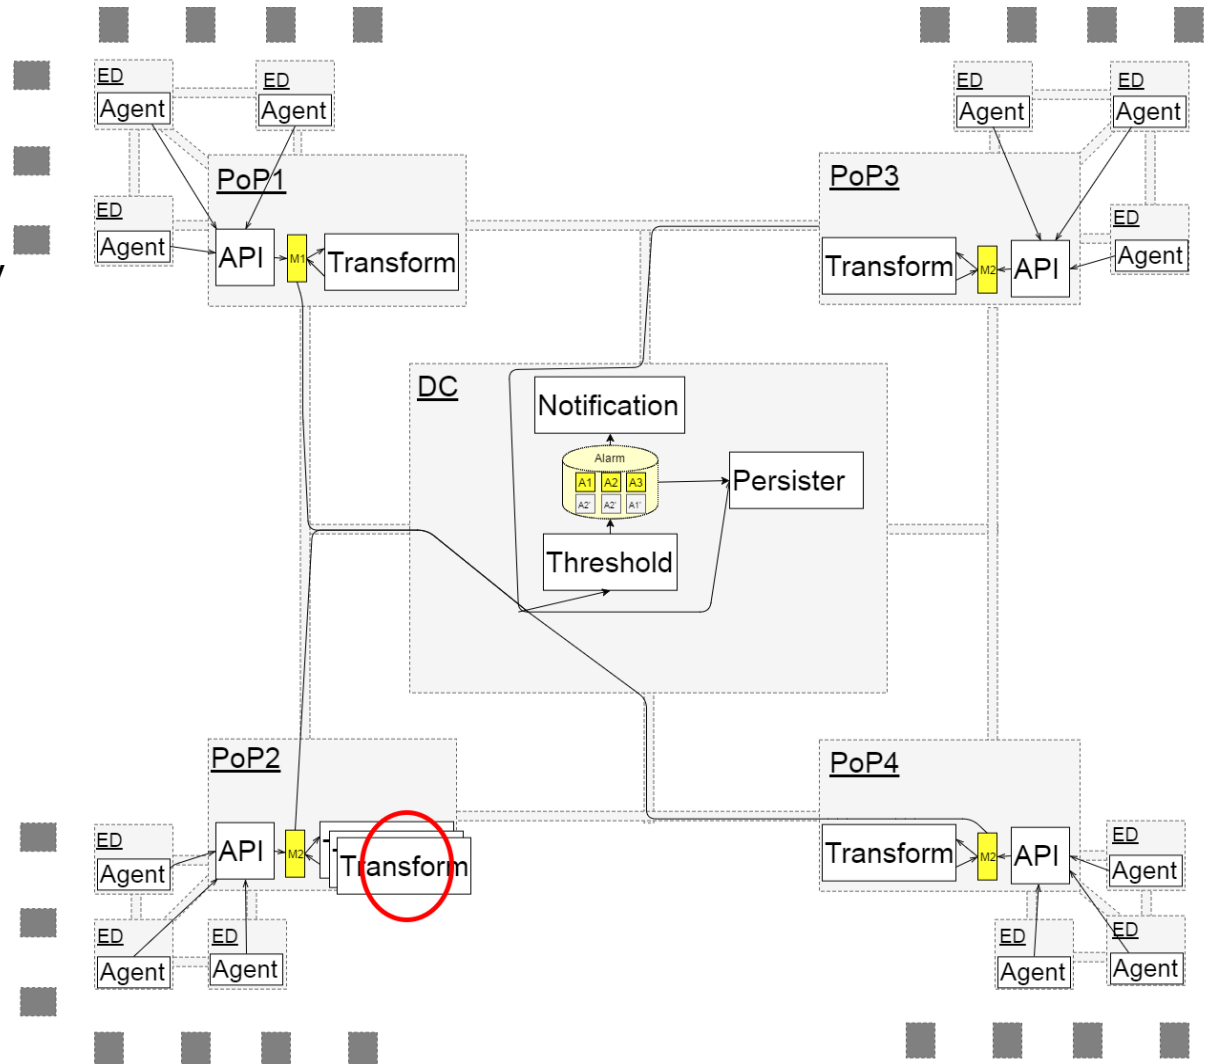 ED
Agent
ED
Agent
ED
Agent
PoP1
API
M1
Transform
ED
Agent
ED
Agent
ED
Agent
PoP3
Transform
M2
API
DC
Notification
Alarm
A1 A2 A3
A2' A2' A1'
Persister
Threshold
PoP2
API
M2
Transform
ED
Agent
ED
Agent
ED
Agent
PoP4
Transform
M2
API
ED
Agent
ED
Agent
ED
Agent